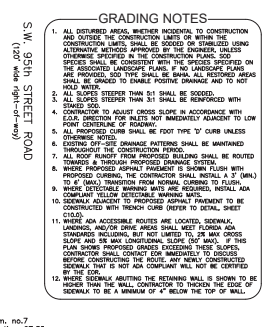 GRADING NOTES
1. ALL DISTURBED AREAS, WHETHER INCIDENTAL TO CONSTRUCTION
AND OUTSIDE THE CONSTRUCTION LIMITS OR WITHIN THE
CONSTRUCTION LIMITS, SHALL BE SODDED OR STABILIZED USING
ALTERNATIVE METHODS APPROVED BY THE ENGINEER, UNLESS
OTHERWISE SPECIFIED IN THE CONSTRUCTION PLANS. SOD
SPECIES SHALL BE CONSISTENT WITH THE SPECIES SPECIFIED ON
THE ASSOCIATED LANDSCAPE PLANS. IF NO LANDSCAPE PLANS
ARE PROVIDED, SOD TYPE SHALL BE BAHIA. ALL RESTORED AREAS
SHALL BE GRADED TO ENABLE POSITIVE DRAINAGE AND TO NOT
HOLD WATER.
2. ALL SLOPES STEEPER THAN 5:1 SHALL BE SODDED.
3. ALL SLOPES STEEPER THAN 3:1 SHALL BE REINFORCED WITH
STAKED SOD.
4. CONTRACTOR TO ADJUST SLOPE IN ACCORDANCE WITH
E.O.R. DIRECTION FOR INLETS NOT IMMEDIATELY ADJACENT TO LOW
POINT CENTERLINE OF ROADWAY.
5. ALL PROPOSED CURB SHALL BE FDOT TYPE 'D' CURB UNLESS
OTHERWISE NOTED.
6. EXISTING OFF-SITE DRAINAGE PATTERNS SHALL BE MAINTAINED
THROUGHOUT THE CONSTRUCTION PERIOD.
7. ALL ROOF RUNOFF FROM PROPOSED BUILDING SHALL BE ROUTED
TOWARDS & THROUGH PROPOSED DRAINAGE SYSTEM.
8. WHERE PROPOSED ASPHALT PAVEMENT IS SHOWN FLUSH WITH
PROPOSED CURBING, THE CONTRACTOR SHALL INSTALL A 3' (MIN.)
TO 4' (MAX.) TRANSITION FROM NORMAL CURBING TO FLUSH.
9. WHERE DETECTABLE WARNING MATS ARE REQUIRED, INSTALL ADA
COMPLIANT YELLOW DETECTABLE WARNING MATS.
10. SIDEWALK ADJACENT TO PROPOSED ASPHALT PAVEMENT TO BE
CONSTRUCTED WITH TRENCH CURB (REFER TO DETAIL, SHEET
C10.0).
11. WHERE ADA ACCESSIBLE ROUTES ARE LOCATED, SIDEWALK,
LANDINGS, AND/OR DRIVE AREAS SHALL MEET FLORIDA ADA
STANDARDS INCLUDING, BUT NOT LIMITED TO, 2% MAX CROSS
SLOPE AND 5% MAX LONGITUDINAL SLOPE (50' MAX). IF THIS
PLAN SHOWS PROPOSED GRADES EXCEEDING THESE SLOPES,
CONTRACTOR SHALL CONTACT EOR IMMEDIATELY TO DISCUSS
BEFORE CONSTRUCTING THE ROUTE. ANY NEWLY CONSTRUCTED
SIDEWALK THAT IS NOT ADA COMPLIANT WILL NOT BE CERTIFIED
BY THE EOR.
12. WHERE SIDEWALK ABUTING THE RETAINING WALL IS SHOWN TO BE
HIGHER THAN THE WALL, CONTRACTOR TO THICKEN THE EDGE OF
SIDEWALK TO BE A MINIMUM OF 4" BELOW THE TOP OF WALL.
S.W. 95th STREET ROAD
(120' wide right-of-way)
m. no.7